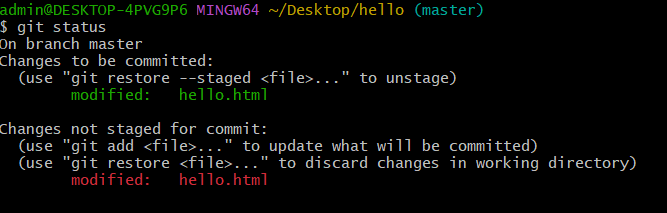 admin@DESKTOP-4PVG9P6 MINGW64 ~/Desktop/hello (master)
$ git status
On branch master
Changes to be committed:
  (use "git restore --staged <file>..." to unstage)
        modified:   hello.html

Changes not staged for commit:
  (use "git add <file>..." to update what will be committed)
  (use "git restore <file>..." to discard changes in working directory)
        modified:   hello.html